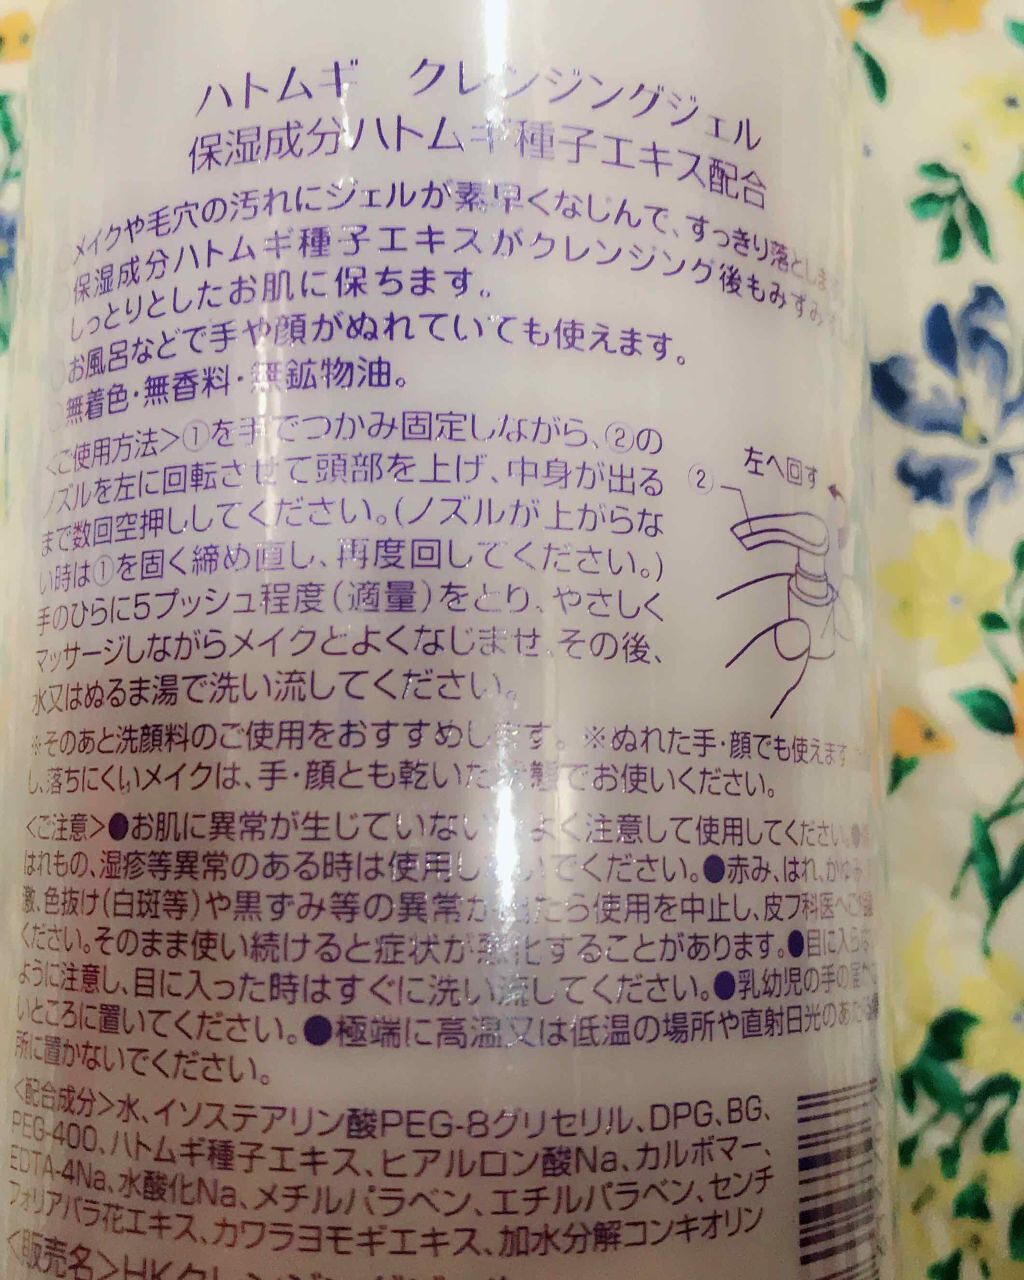 ハトムギ クレンジングジェル
保湿成分ハトムギ種子エキス配合
メイクや毛穴の汚れにジェルが素早くなじんで、すっきり落とします
保湿成分ハトムギ種子エキスがクレンジング後もみずみず
しっとりとしたお肌に保ちます。
お風呂などで手や顔がぬれていても使えます。
無着色・無香料・無鉱物油。
<ご使用方法>①を手でつかみ固定しながら、②の
ノズルを左に回転させて頭部を上げ、中身が出る
まで数回空押ししてください。(ノズルが上がらな
い時は①を固く締め直し、再度回してください。)
手のひらに5プッシュ程度(適量)をとり、やさしく
マッサージしながらメイクとよくなじませ、その後、
水又はぬるま湯で洗い流してください。
※そのあと洗顔料のご使用をおすすめします。※ぬれた手・顔でも使えます
し、落ちにくいメイクは、手・顔とも乾いた状態でお使いください。
左へ回す
②
<ご注意>●お肌に異常が生じていないかよく注意して使用してください。●
はれもの、湿疹等異常のある時は使用しないでください。●赤み、はれ、かゆみ、
激、色抜け(白斑等)や黒ずみ等の異常が出たら使用を中止し、皮フ科医へご
ください。そのまま使い続けると症状が悪化することがあります。●目に入らな
ように注意し、目に入った時はすぐに洗い流してください。●乳幼児の手の届か
いところに置いてください。●極端に高温又は低温の場所や直射日光のあたる
所に置かないでください。
<配合成分>水、イソステアリン酸PEG-8グリセリル、DPG、BG、
PEG-400、ハトムギ種子エキス、ヒアルロン酸Na、カルボマー、
EDTA-4Na、水酸化Na、メチルパラベン、エチルパラベン、センチ
フォリアバラ花エキス、カワラヨモギエキス、加水分解コンキオリン
<販売名>HKクレンジングジェル